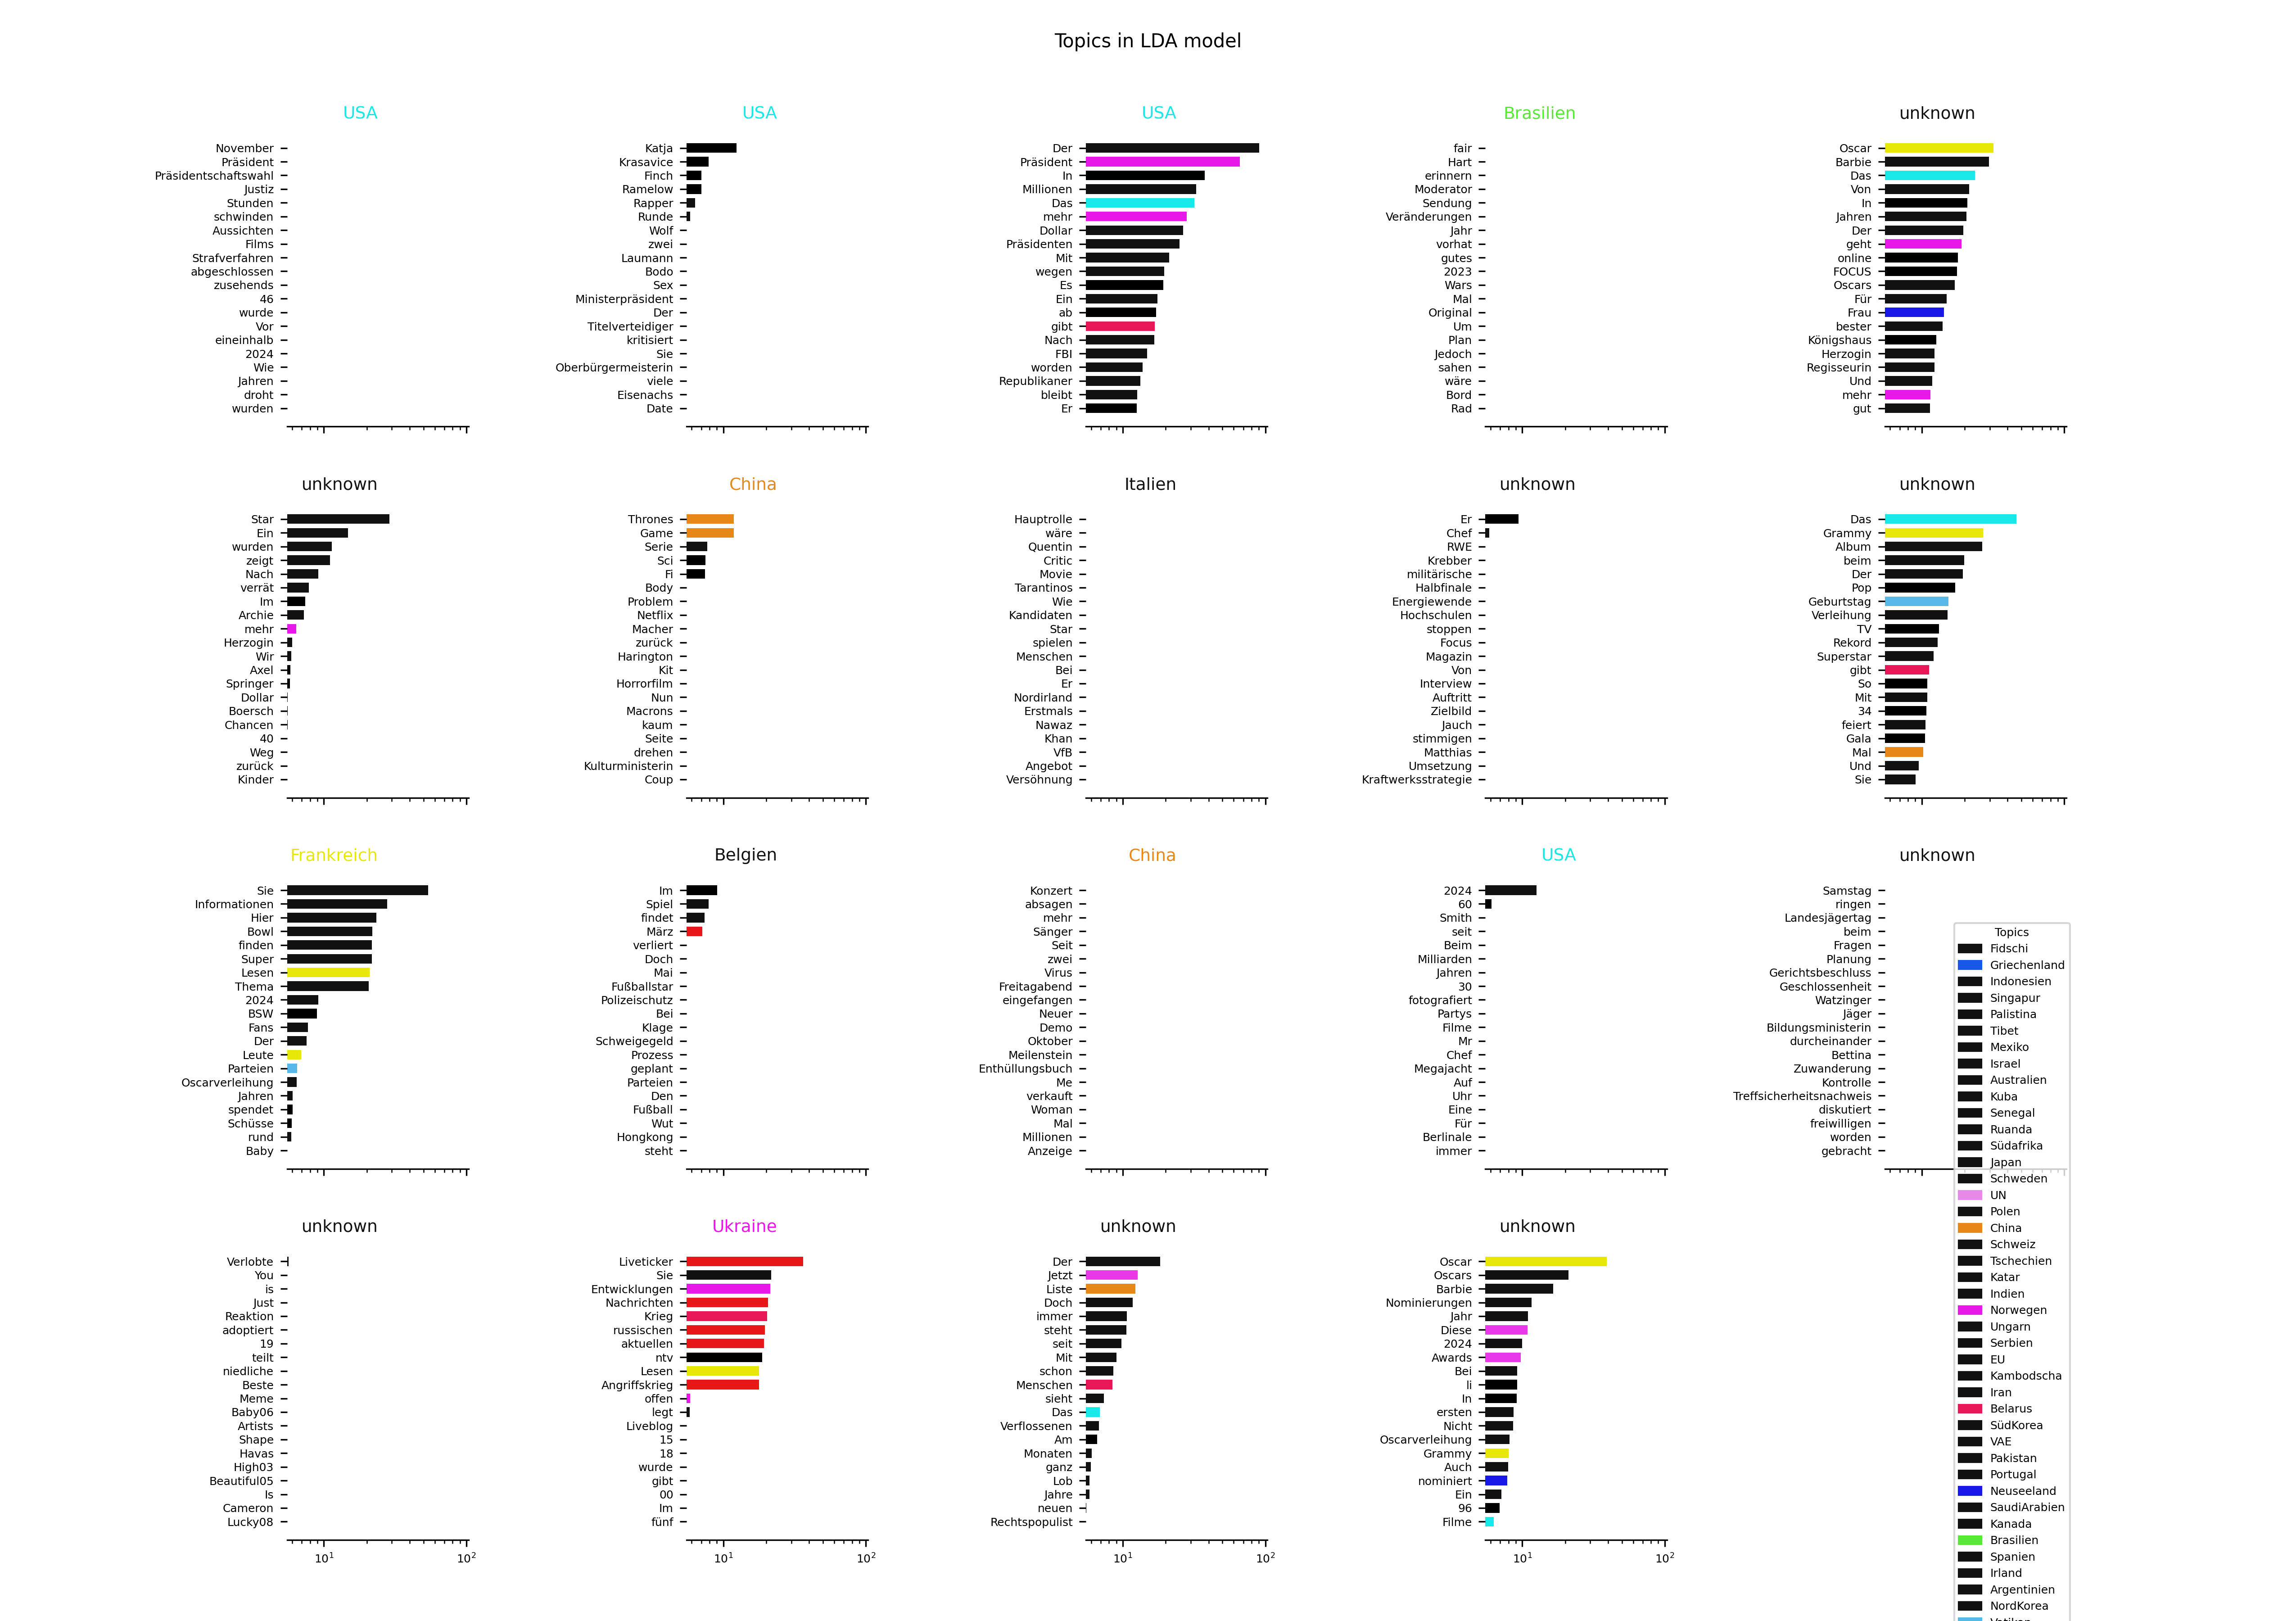 Topics in LDA model
USA
November
Präsident
Präsidentschaftswahl
Justiz
Stunden
schwinden
Aussichten
Films
Strafverfahren
abgeschlossen
zusehends
46
wurde
Vor
eineinhalb
2024
Wie
Jahren
droht
wurden
USA
Katja
Krasavice
Finch
Ramelow
Rapper
Runde
Wolf
zwei
Laumann
Bodo
Sex
Ministerpräsident
Der
Titelverteidiger
kritisiert
Sie
Oberbürgermeisterin
viele
Eisenachs
Date
USA
Der
Präsident
In
Millionen
Das
mehr
Dollar
Präsidenten
Mit
wegen
Es
Ein
ab
gibt
Nach
FBI
worden
Republikaner
bleibt
Er
Brasilien
fair
Hart
erinnern
Moderator
Sendung
Veränderungen
Jahr
vorhat
gutes
2023
Wars
Mal
Original
Um
Plan
Jedoch
sahen
wäre
Bord
Rad
unknown
Oscar
Barbie
Das
Von
In
Jahren
Der
geht
online
FOCUS
Oscars
Für
Frau
bester
Königshaus
Herzogin
Regisseurin
Und
mehr
gut
unknown
Star
Ein
wurden
zeigt
Nach
verrät
Im
Archie
mehr
Herzogin
Wir
Axel
Springer
Dollar
Boersch
Chancen
40
Weg
zurück
Kinder
China
Thrones
Game
Serie
Sci
Fi
Body
Problem
Netflix
Macher
zurück
Harington
Kit
Horrorfilm
Nun
Macrons
kaum
Seite
drehen
Kulturministerin
Coup
Italien
Hauptrolle
wäre
Quentin
Critic
Movie
Tarantinos
Wie
Kandidaten
Star
spielen
Menschen
Bei
Er
Nordirland
Erstmals
Nawaz
Khan
VfB
Angebot
Versöhnung
unknown
Er
Chef
RWE
Krebber
militärische
Halbfinale
Energiewende
Hochschulen
stoppen
Focus
Magazin
Von
Interview
Auftritt
Zielbild
Jauch
stimmigen
Matthias
Umsetzung
Kraftwerksstrategie
unknown
Das
Grammy
Album
beim
Der
Pop
Geburtstag
Verleihung
TV
Rekord
Superstar
gibt
So
Mit
34
feiert
Gala
Mal
Und
Sie
Frankreich
Sie
Informationen
Hier
Bowl
finden
Super
Lesen
Thema
2024
BSW
Fans
Der
Leute
Parteien
Oscarverleihung
Jahren
spendet
Schüsse
rund
Baby
Belgien
Im
Spiel
findet
März
verliert
Doch
Mai
Fußballstar
Polizeischutz
Bei
Klage
Schweigegeld
Prozess
geplant
Parteien
Den
Fußball
Wut
Hongkong
steht
China
Konzert
absagen
mehr
Sänger
Seit
zwei
Virus
Freitagabend
eingefangen
Neuer
Demo
Oktober
Meilenstein
Enthüllungsbuch
Me
verkauft
Woman
Mal
Millionen
Anzeige
USA
2024
60
Smith
seit
Beim
Milliarden
Jahren
30
fotografiert
Partys
Filme
Mr
Chef
Megajacht
Auf
Uhr
Eine
Für
Berlinale
immer
unknown
Samstag
ringen
Landesjägertag
beim
Fragen
Planung
Gerichtsbeschluss
Geschlossenheit
Watzinger
Jäger
Bildungsministerin
durcheinander
Bettina
Zuwanderung
Kontrolle
Treffsicherheitsnachweis
diskutiert
freiwilligen
worden
gebracht
unknown
Verlobte
You
is
Just
Reaktion
adoptiert
19
teilt
niedliche
Beste
Meme
Baby06
Artists
Shape
Havas
High03
Beautiful05
Is
Cameron
Lucky08
10¹ 10²
Ukraine
Liveticker
Sie
Entwicklungen
Nachrichten
Krieg
russischen
aktuellen
ntv
Lesen
Angriffskrieg
offen
legt
Liveblog
15
18
wurde
gibt
00
Im
fünf
10¹ 10²
unknown
Der
Jetzt
Liste
Doch
immer
steht
seit
Mit
schon
Menschen
sieht
Das
Verflossenen
Am
Monaten
ganz
Lob
Jahre
neuen
Rechtspopulist
10¹ 10²
unknown
Oscar
Oscars
Barbie
Nominierungen
Jahr
Diese
2024
Awards
Bei
li
In
ersten
Nicht
Oscarverleihung
Grammy
Auch
nominiert
Ein
96
Filme
10¹ 10²
Topics
Fidschi
Griechenland
Indonesien
Singapur
Palistina
Tibet
Mexiko
Israel
Australien
Kuba
Senegal
Ruanda
Südafrika
Japan
Schweden
UN
Polen
China
Schweiz
Tschechien
Katar
Indien
Norwegen
Ungarn
Serbien
EU
Kambodscha
Iran
Belarus
SüdKorea
VAE
Pakistan
Portugal
Neuseeland
SaudiArabien
Kanada
Brasilien
Spanien
Irland
Argentinien
NordKorea